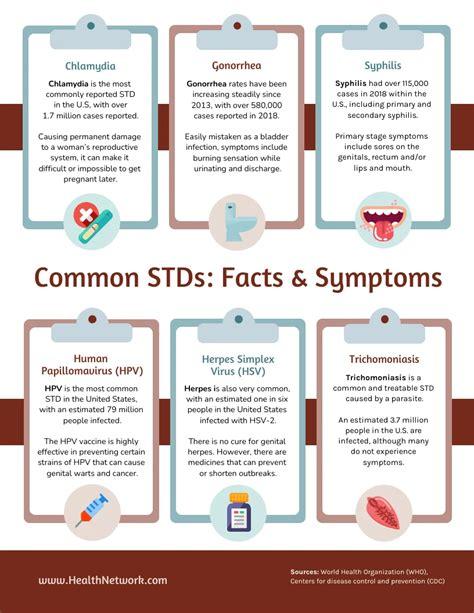 Chlamydia
Chlamydia is the most
commonly reported STD
in the U.S, with over
1.7 million cases reported.
Causing permanent damage
to a woman's reproductive
system, it can make it
difficult or impossible to get
pregnant later.
Gonorrhea
Gonorrhea rates have been
increasing steadily since
2013, with over 580,000
cases reported in 2018.
Easily mistaken as a bladder
infection, symptoms include
burning sensation while
urinating and discharge.
Syphilis
Syphilis had over 115,000
cases in 2018 within the
U.S., including primary and
secondary syphilis.
Primary stage symptoms
include sores on the
genitals, rectum and/or
lips and mouth.
Common STDs: Facts & Symptoms
Human
Papillomavirus (HPV)
HPV is the most common
STD in the United States,
with an estimated 79 million
people infected.
The HPV vaccine is highly
effective in preventing certain
strains of HPV that can cause
genital warts and cancer.
Herpes Simplex
Virus (HSV)
Herpes is also very common,
with an estimated one in six
people in the United States
infected with HSV-2.
There is no cure for genital
herpes. However, there are
medicines that can prevent
or shorten outbreaks.
Trichomoniasis
Trichomoniasis is a
common and treatable STD
caused by a parasite.
An estimated 3.7 million
people in the U.S. are
infected, although many
do not experience
symptoms.
www.HealthNetwork.com
Sources: World Health Organization (WHO),
Centers for disease control and prevention (CDC)